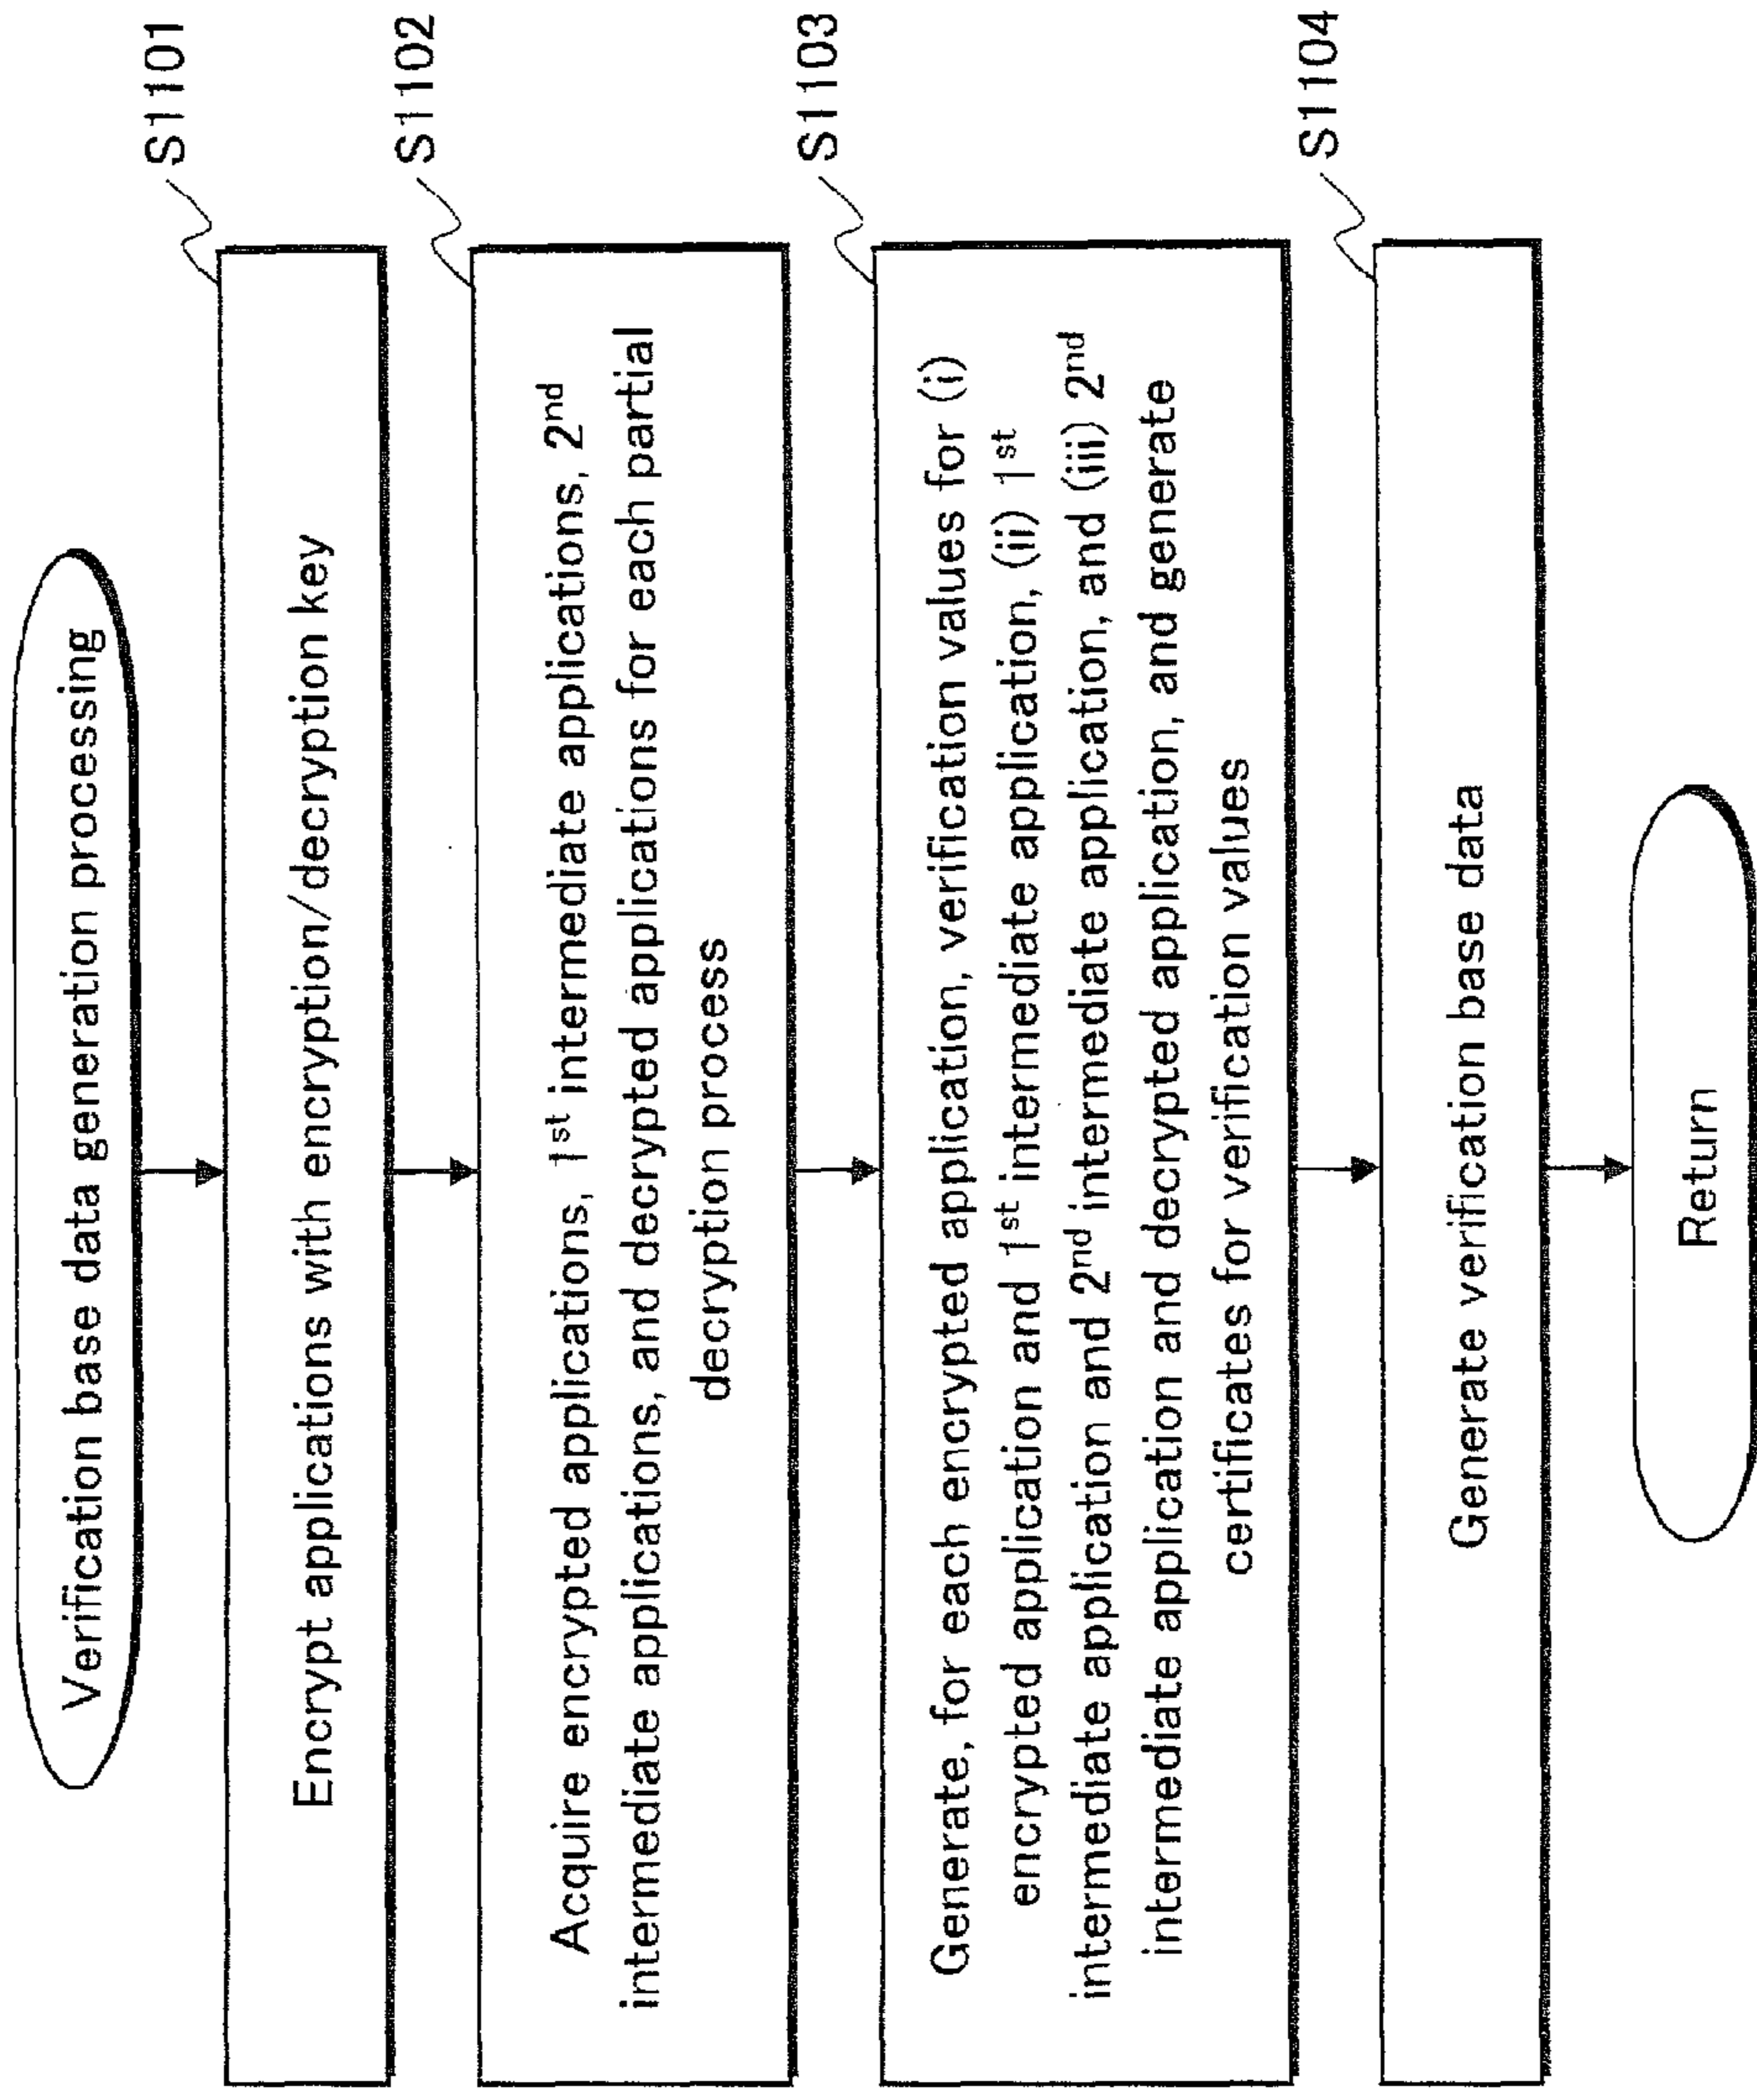 Verification base data generation processing
S1101
Encrypt applications with encryption/decryption key
S1102
Acquire encrypted applications, 1st intermediate applications, 2nd
intermediate applications, and decrypted applications for each partial
decryption process
S1103
Generate, for each encrypted application, verification values for (i)
encrypted application and 1st intermediate application, (ii) 1st
intermediate application and 2nd intermediate application, and (iii) 2nd
intermediate application and decrypted application, and generate
certificates for verification values
S1104
Generate verification base data
Return